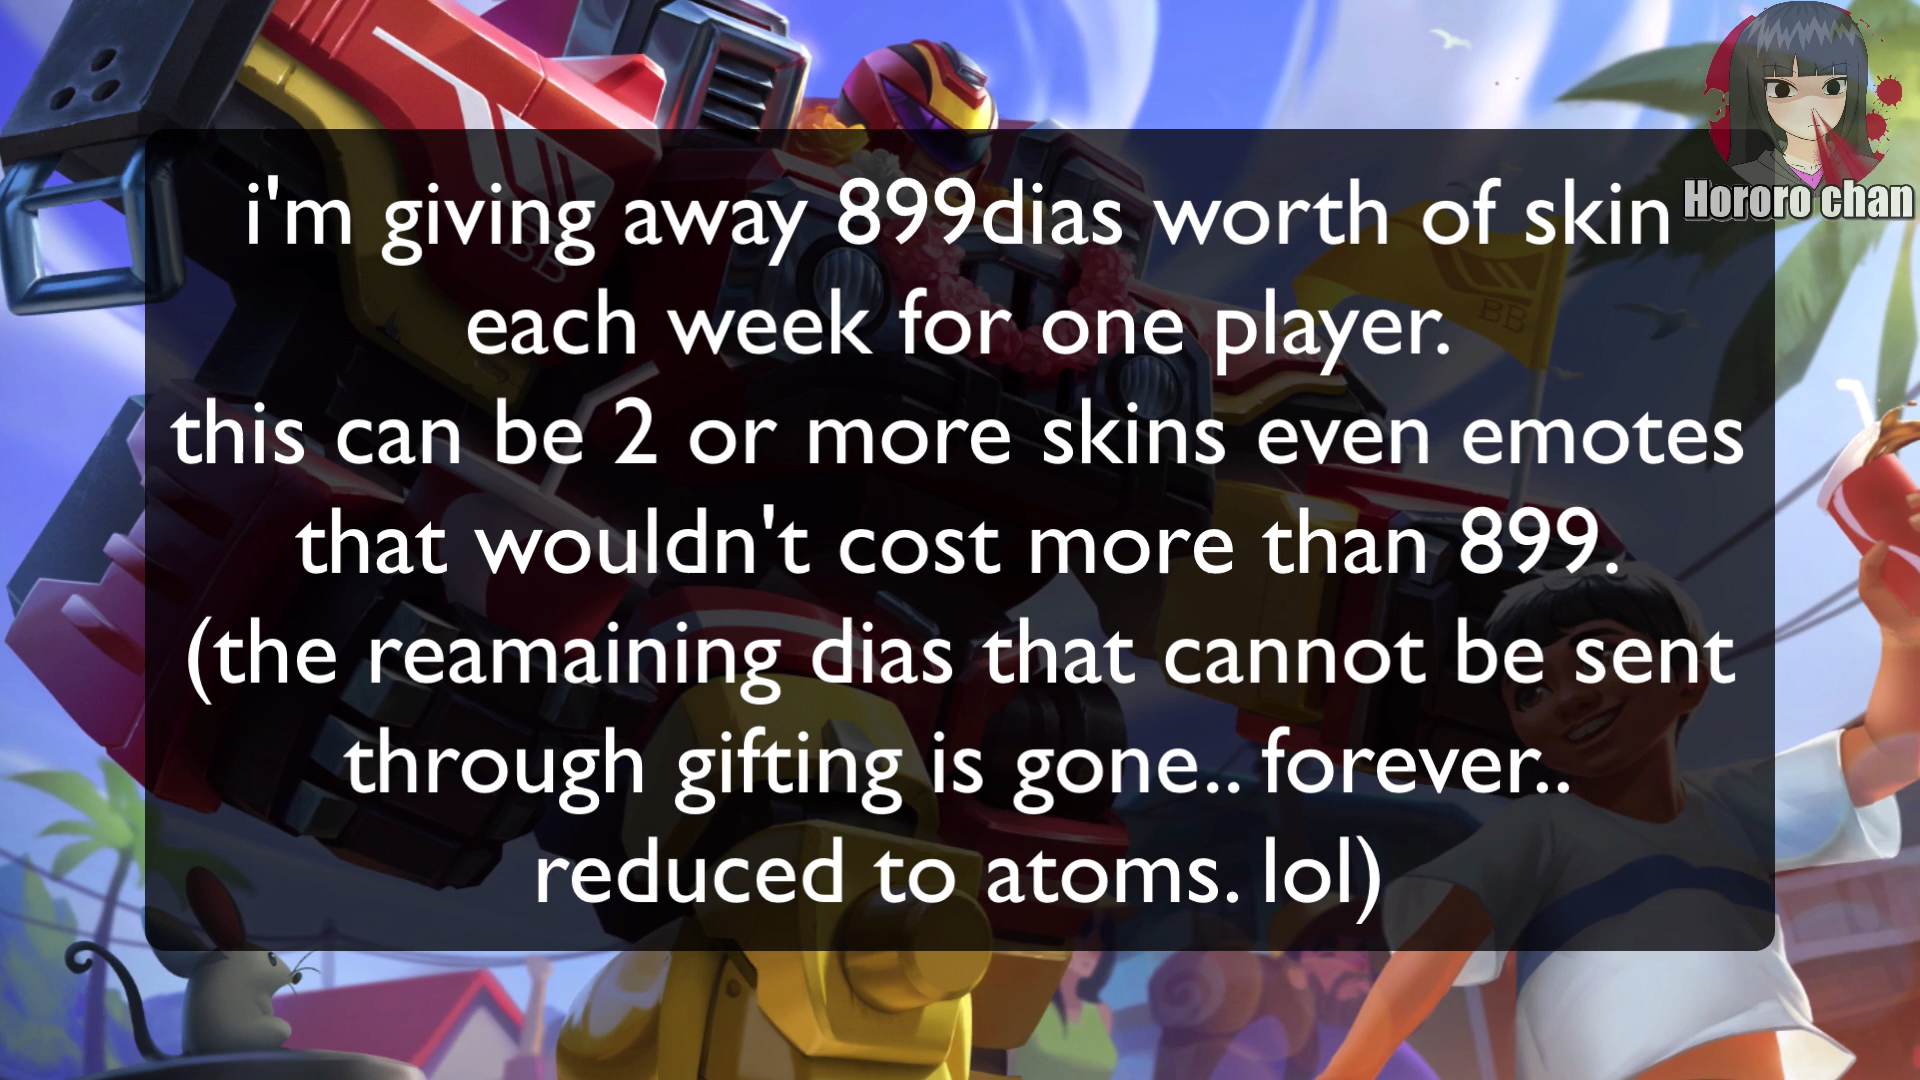 Hororo chan
i'm giving away 899dias worth of skin
each week for one player.
this can be 2 or more skins even emotes
that wouldn't cost more than 899.
(the reamaining dias that cannot be sent
through gifting is gone.. forever..
reduced to atoms. lol)
BB
BB